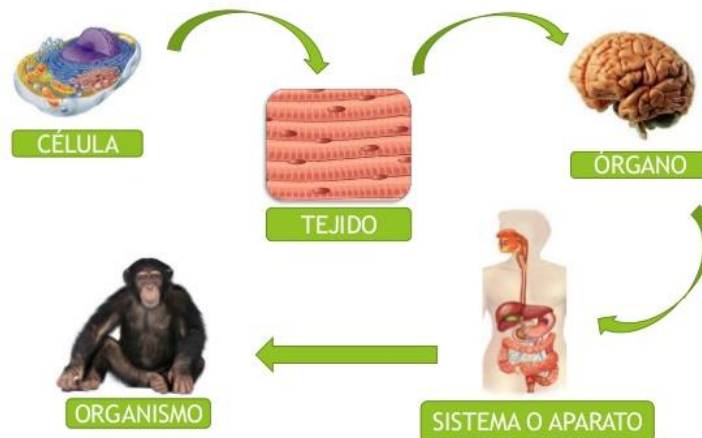 CÉLULA
TEJIDO
ÓRGANO
SISTEMA O APARATO
ORGANISMO